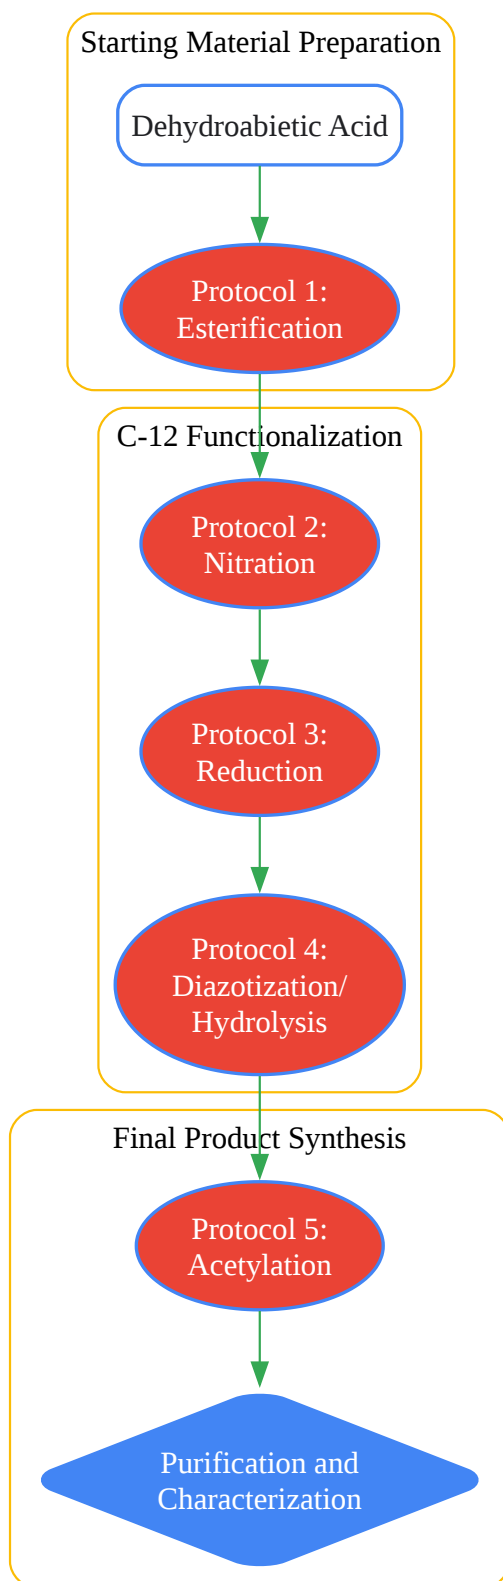 Starting Material Preparation
Dehydroabietic Acid
Protocol 1:
Esterification
C-12 Functionalization
Protocol 2:
Nitration
Protocol 3:
Reduction
Protocol 4:
Diazotization/
Hydrolysis
Final Product Synthesis
Protocol 5:
Acetylation
Purification and
Characterization